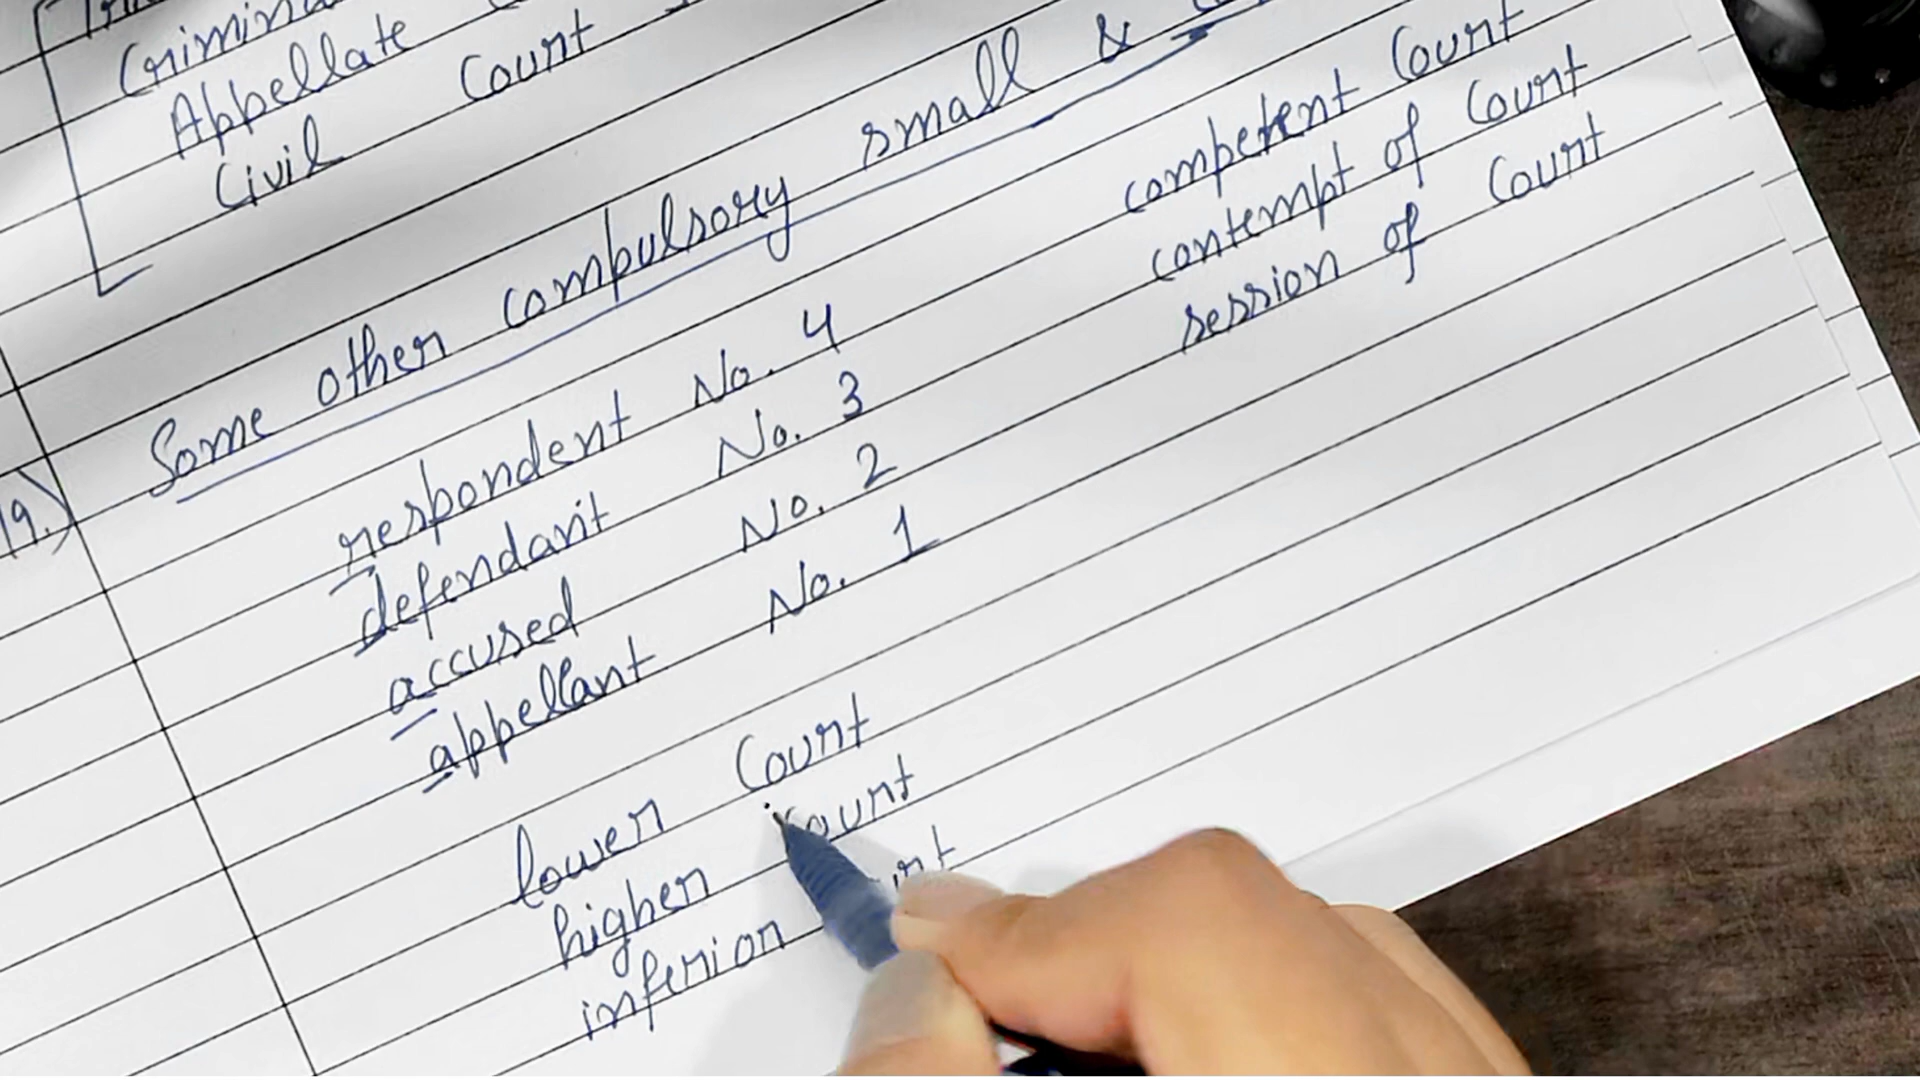 Appellate
Civil Court
19.) Some other compulsory small &
respondent No. 4
defendant No. 3
accused No. 2
appellant No. 1
competent Court
contempt of Court
session of Court
lower Court
higher Court
inferior